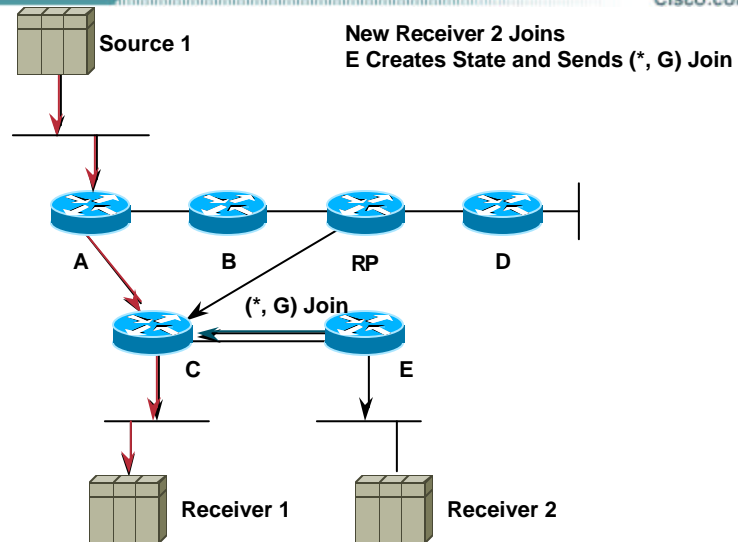 Source 1
New Receiver 2 Joins
E Creates State and Sends (*, G) Join
A
B
RP
D
(*, G) Join
C
E
Receiver 1
Receiver 2